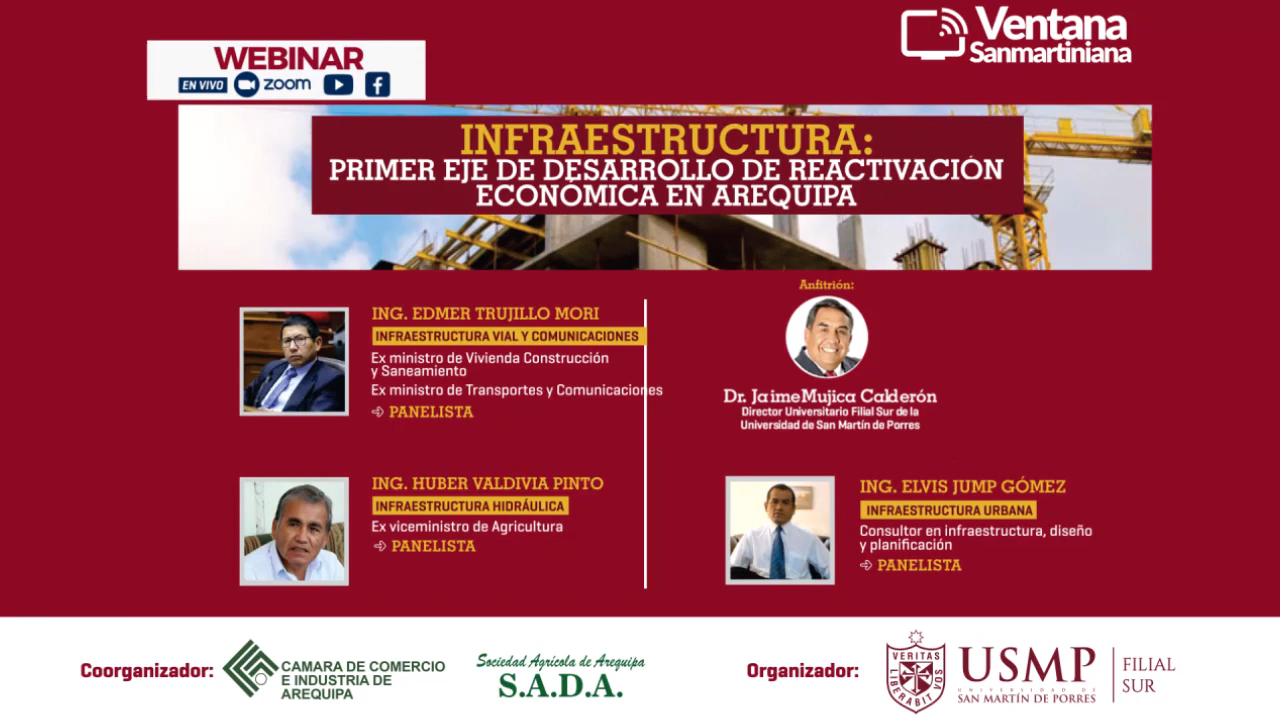 Ventana
Sanmartiniana
WEBINAR
EN VIVO zoom
INFRAESTRUCTURA:
PRIMER EJE DE DESARROLLO DE REACTIVACIÓN
ECONÓMICA EN AREQUIPA
ING. EDMER TRUJILLO MORI
INFRAESTRUCTURA VIAL Y COMUNICACIONES
Ex ministro de Vivienda Construcción
y Saneamiento
Ex ministro de Transportes y Comunicaciones
PANELISTA
Anfitrión:
Dr. JaimeMujica Calderón
Director Universitario Filial Sur de la
Universidad de San Martín de Porres
ING. HUBER VALDIVIA PINTO
INFRAESTRUCTURA HIDRÁULICA
Ex viceministro de Agricultura
PANELISTA
ING. ELVIS JUMP GÓMEZ
INFRAESTRUCTURA URBANA
Consultor en infraestructura, diseño
y planificación
PANELISTA
Coorganizador:
CAMARA DE COMERCIO
E INDUSTRIA DE
AREQUIPA
Sociedad Agrícola de Arequipa
S.A.D.A.
Organizador:
VERITAS
LIBERABIT VOS
USMP
UNIVERSIDAD DE
SAN MARTÍN DE PORRES
FILIAL
SUR